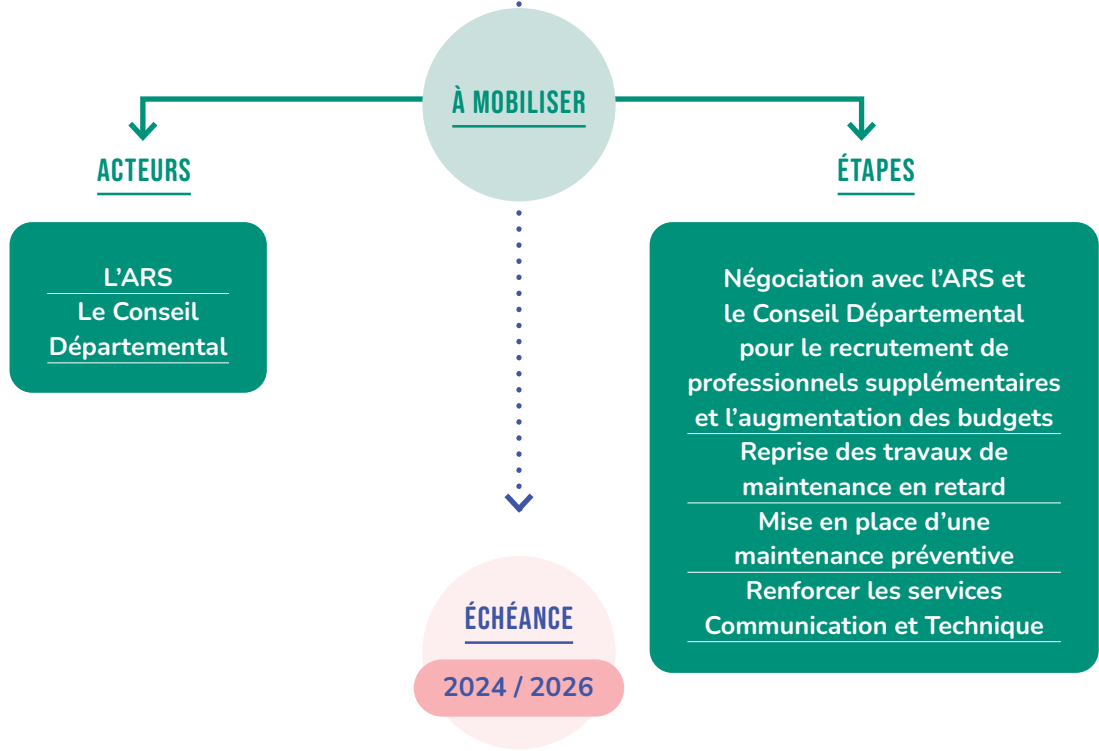 À MOBILISER
ACTEURS
L’ARS
Le Conseil
Départemental
ÉTAPES
Négociation avec l’ARS et
le Conseil Départemental
pour le recrutement de
professionnels supplémentaires
et l’augmentation des budgets
Reprise des travaux de
maintenance en retard
Mise en place d’une
maintenance préventive
Renforcer les services
Communication et Technique
ÉCHÉANCE
2024 / 2026